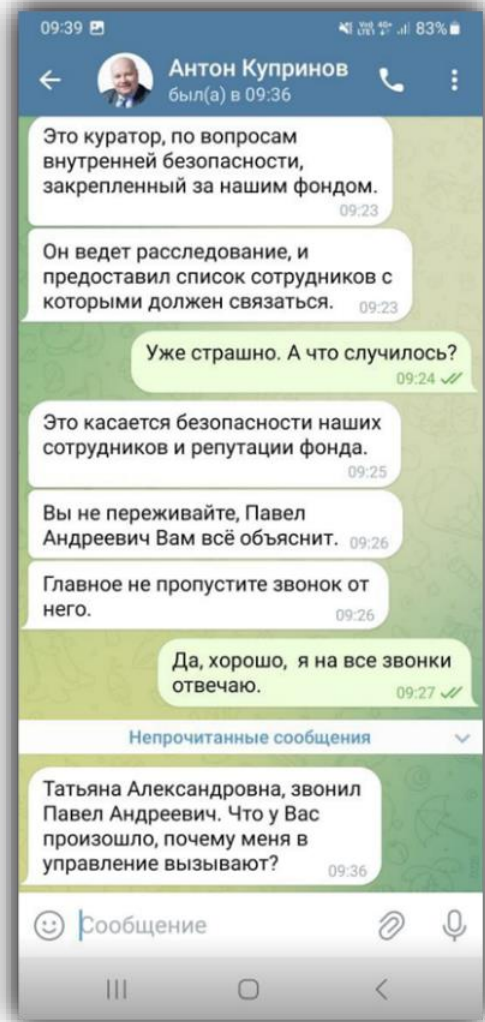 09:39
83%
Антон Купринов
был(а) в 09:36
Это куратор, по вопросам
внутренней безопасности,
закрепленный за нашим фондом.
09:23
Он ведет расследование, и
предоставил список сотрудников с
которыми должен связаться. 09:23
Уже страшно. А что случилось?
09:24
Это касается безопасности наших
сотрудников и репутации фонда.
09:25
Вы не переживайте, Павел
Андреевич Вам всё объяснит. 09:26
Главное не пропустите звонок от
него. 09:26
Да, хорошо, я на все звонки
отвечаю. 09:27
Непрочитанные сообщения
Татьяна Александровна, звонил
Павел Андреевич. Что у Вас
произошло, почему меня в
управление вызывают? 09:36
Сообщение